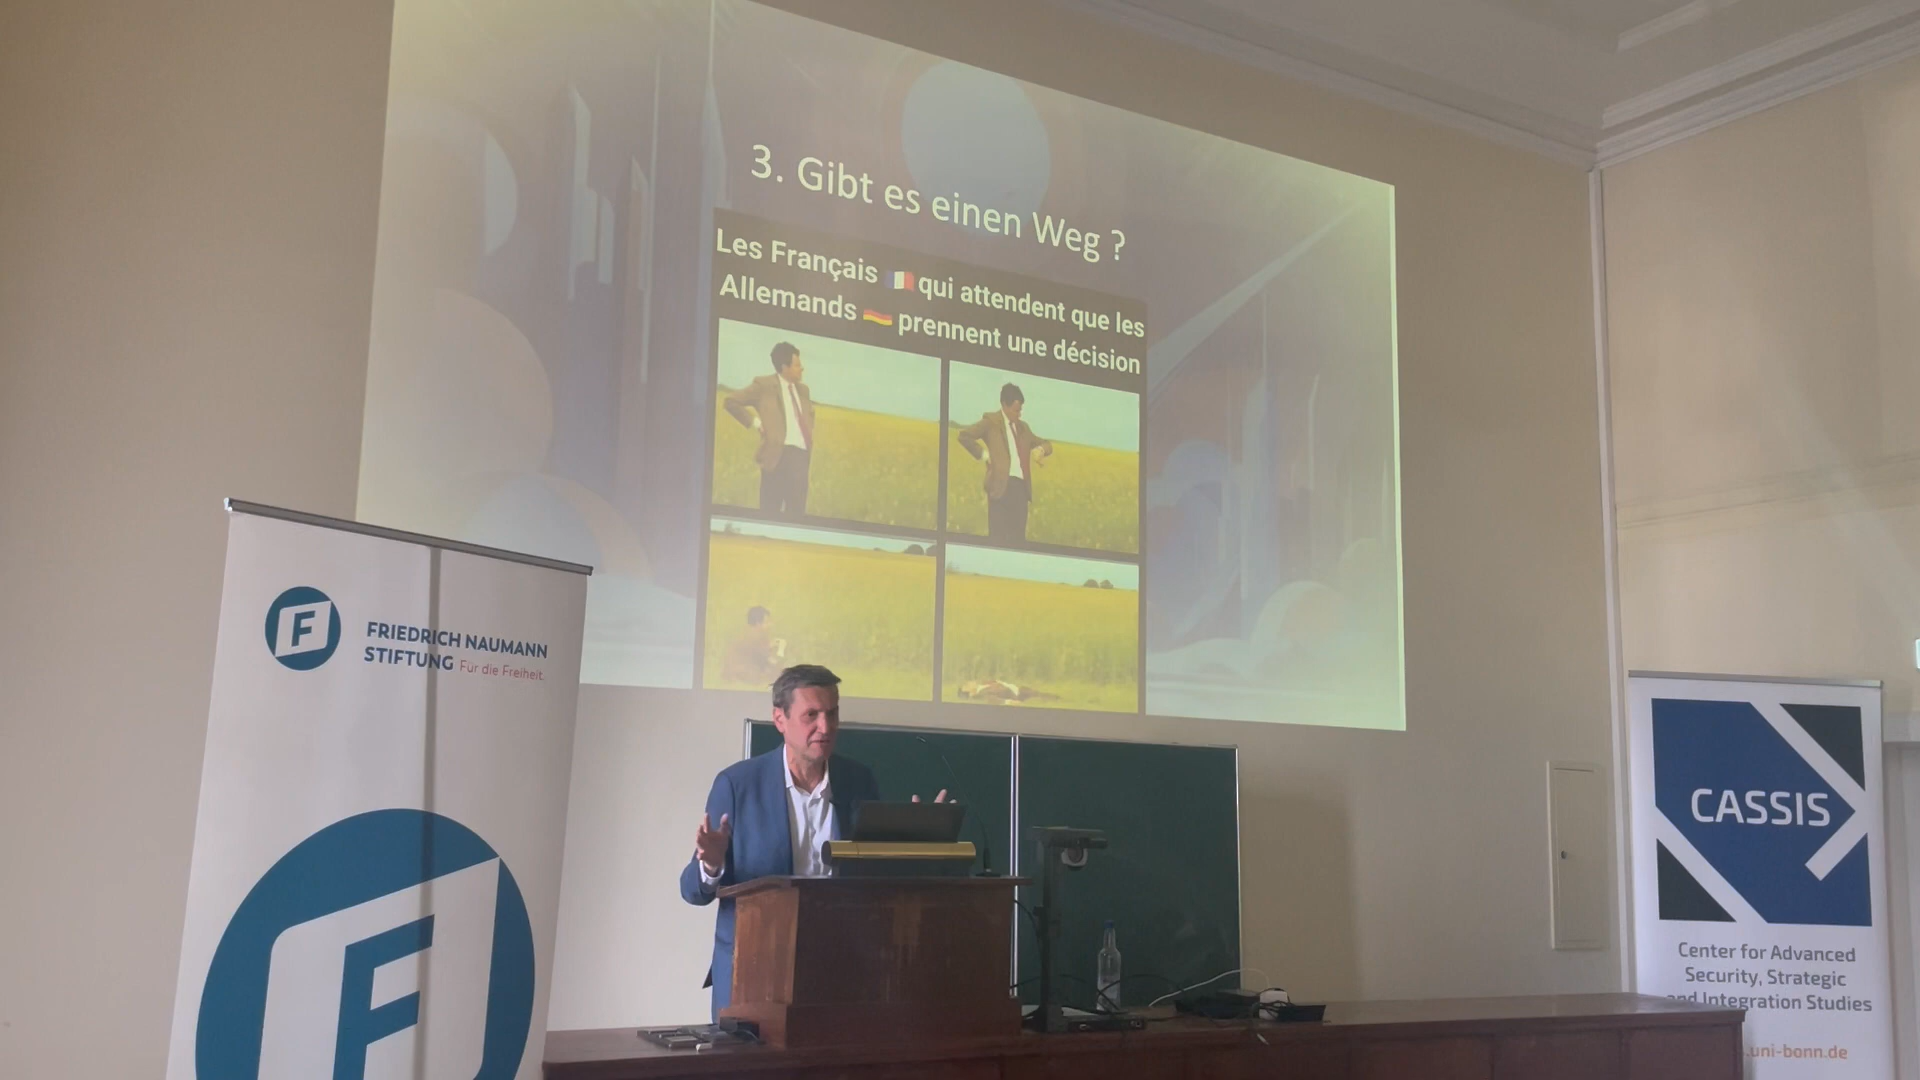 3. Gibt es einen Weg ?
Les Français 🇫🇷 qui attendent que les
Allemands 🇩🇪 prennent une décision
F
FRIEDRICH NAUMANN
STIFTUNG Für die Freiheit.
F
CASSIS
Center for Advanced
Security, Strategic
and Integration Studies
.uni-bonn.de